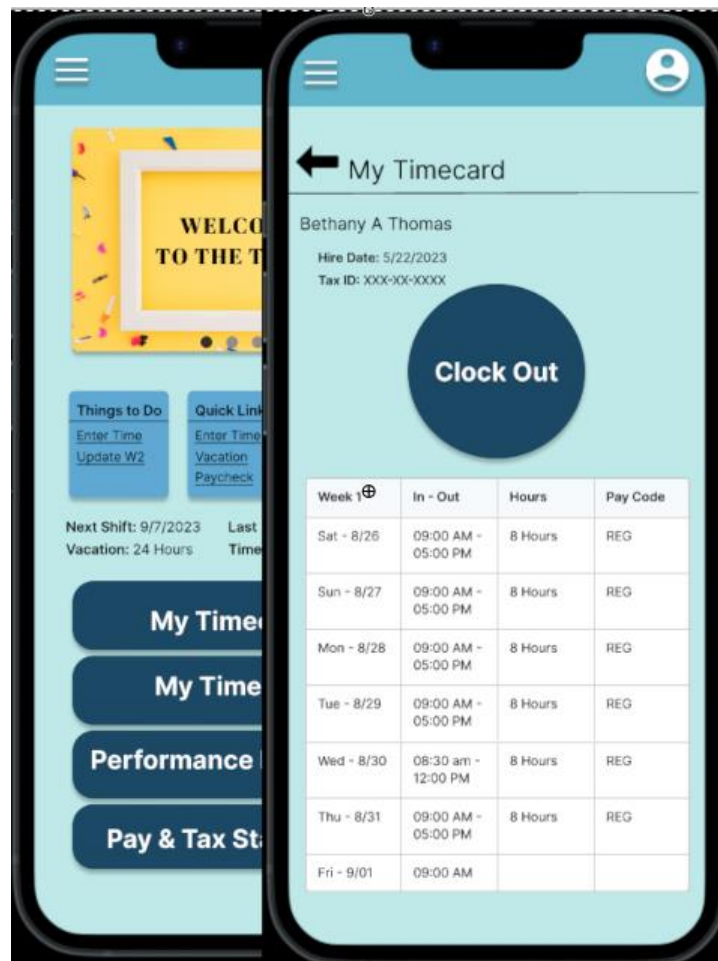 WELCO
TO THE T
Things to Do
Enter Time
Update W2
Quick Link
Enter Time
Vacation
Paycheck
Next Shift: 9/7/2023 Last
Vacation: 24 Hours Time
My Timec
My Time
Performance
Pay & Tax Sta
My Timecard
Bethany A Thomas
Hire Date: 5/22/2023
Tax ID: XXX-XX-XXXX
Clock Out
Week 1 In - Out Hours Pay Code
Sat - 8/26 09:00 AM - 8 Hours REG
05:00 PM
Sun - 8/27 09:00 AM - 8 Hours REG
05:00 PM
Mon - 8/28 09:00 AM - 8 Hours REG
05:00 PM
Tue - 8/29 09:00 AM - 8 Hours REG
05:00 PM
Wed - 8/30 08:30 am - 8 Hours REG
12:00 PM
Thu - 8/31 09:00 AM - 8 Hours REG
05:00 PM
Fri - 9/01 09:00 AM